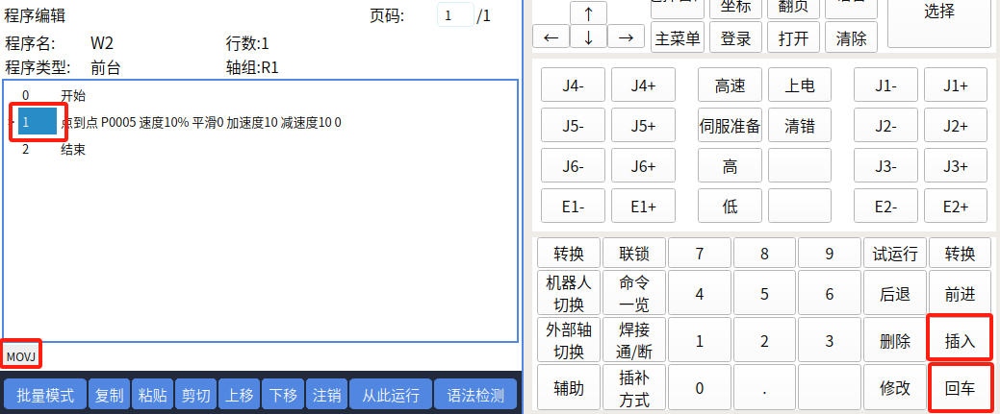 程序编辑 页码: 1 /1
程序名: W2 行数:1
程序类型: 前台 轴组:R1
0 开始
1 点到点 P0005 速度10% 平滑0 加速度10 减速度10 0
2 结束
MOVJ
批量模式 复制 粘贴 剪切 上移 下移 注销 从此运行 语法检测
↑ 坐标 翻页 选择
← ↓ → 主菜单 登录 打开 清除
J4- J4+ 高速 上电 J1- J1+
J5- J5+ 伺服准备 清错 J2- J2+
J6- J6+ 高 J3- J3+
E1- E1+ 低 E2- E2+
转换 联锁 7 8 9 试运行 转换
机器人
切换
命令
一览
4 5 6 后退 前进
外部轴
切换
焊接
通/断
1 2 3 删除 插入
辅助
插补
方式
0 . 修改 回车